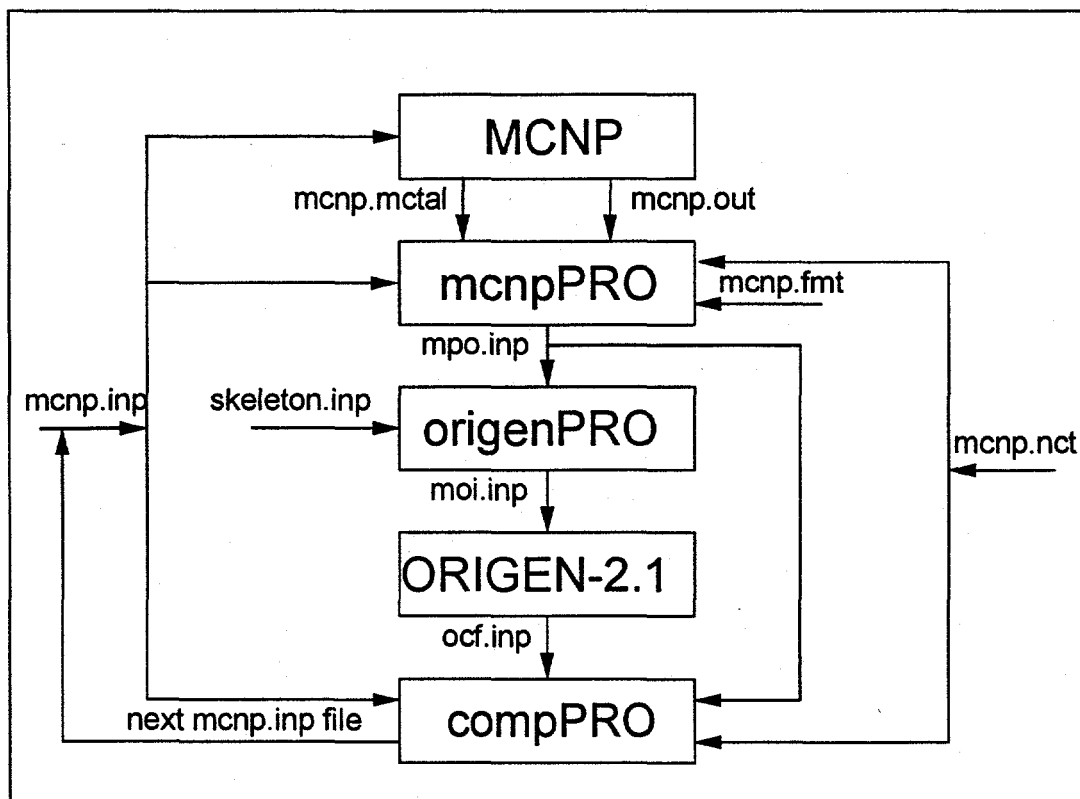 MCNP
mcnp.mctal
mcnp.out
mcnpPRO
mcnp.fmt
mpo.inp
mcnp.inp
skeleton.inp
origenPRO
mcnp.nct
moi.inp
ORIGEN-2.1
ocf.inp
next mcnp.inp file
compPRO